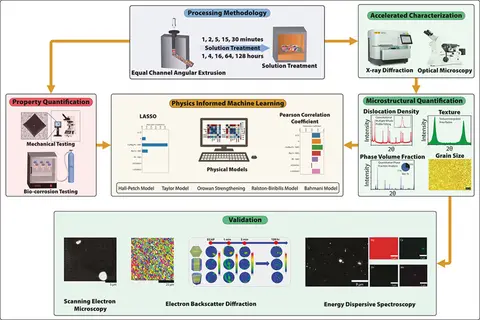 Processing Methodology
1, 2, 5, 15, 30 minutes
Solution Treatment
1, 4, 16, 64, 128 hours
Equal Channel Angular Extrusion
Solution Treatment
Accelerated Characterization
X-ray Diffraction
Optical Microscopy
Property Quantification
Mechanical Testing
Bio-corrosion Testing
Physics Informed Machine Learning
LASSO
Physical Models
Pearson Correlation
Coefficient
Hall-Petch Model
Taylor Model
Orowan Strengthening
Ralston-Biribilis Model
Bahmani Model
Microstructural Quantification
Dislocation Density
Intensity
2Θ
Texture
Intensity
2Θ
Phase Volume Fraction
Intensity
2Θ
Grain Size
Validation
Scanning Electron
Microscopy
Electron Backscatter Diffraction
Energy Dispersive Spectroscopy